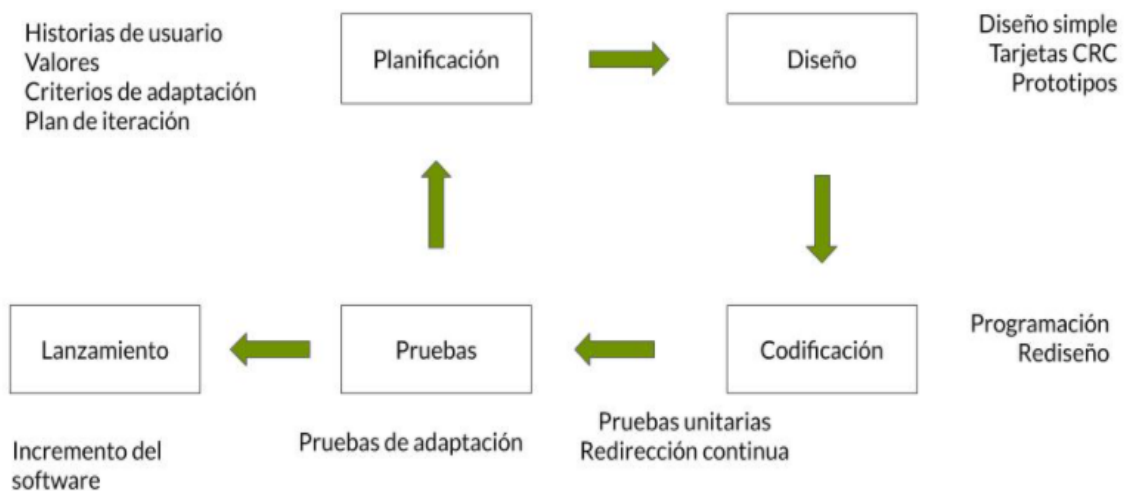 Historias de usuario
Valores
Criterios de adaptación
Plan de iteración
Planificación
Diseño
Diseño simple
Tarjetas CRC
Prototipos
Lanzamiento
Pruebas
Codificación
Programación
Rediseño
Incremento del
software
Pruebas de adaptación
Pruebas unitarias
Redirección continua